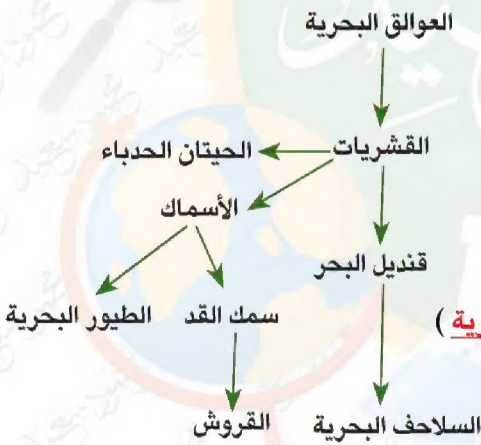 العوالق البحرية
القشريات
الحيتان الحدباء
الأسماك
قنديل البحر
سمك القد
الطيور البحرية
السلاحف البحرية
القروش